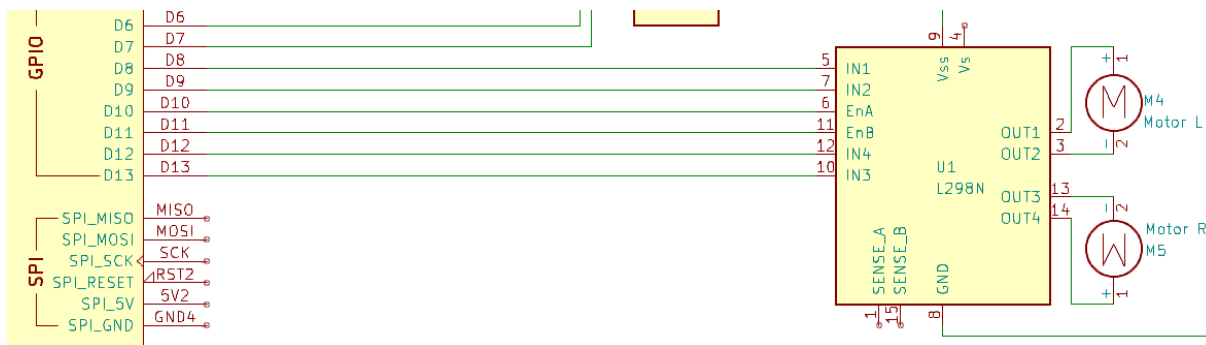 GPIO
D6 D6
D7 D7
D8 D8
D9 D9
D10 D10
D11 D11
D12 D12
D13 D13
SPI
SPI_MISO MISO
SPI_MOSI MOSI
SPI_SCK SCK
SPI_RESET RST2
SPI_5V 5V2
SPI_GND GND4
9 4
Vss Vs
5 IN1
7 IN2
6 EnA
11 EnB
12 IN4
10 IN3
OUT1 2
OUT2 3
OUT3 13
OUT4 14
U1
L298N
SENSE_A SENSE_B GND
1 15 8
+ 1
M
M4
Motor L
- 2
- 2
Motor R
M
M5
+ 1